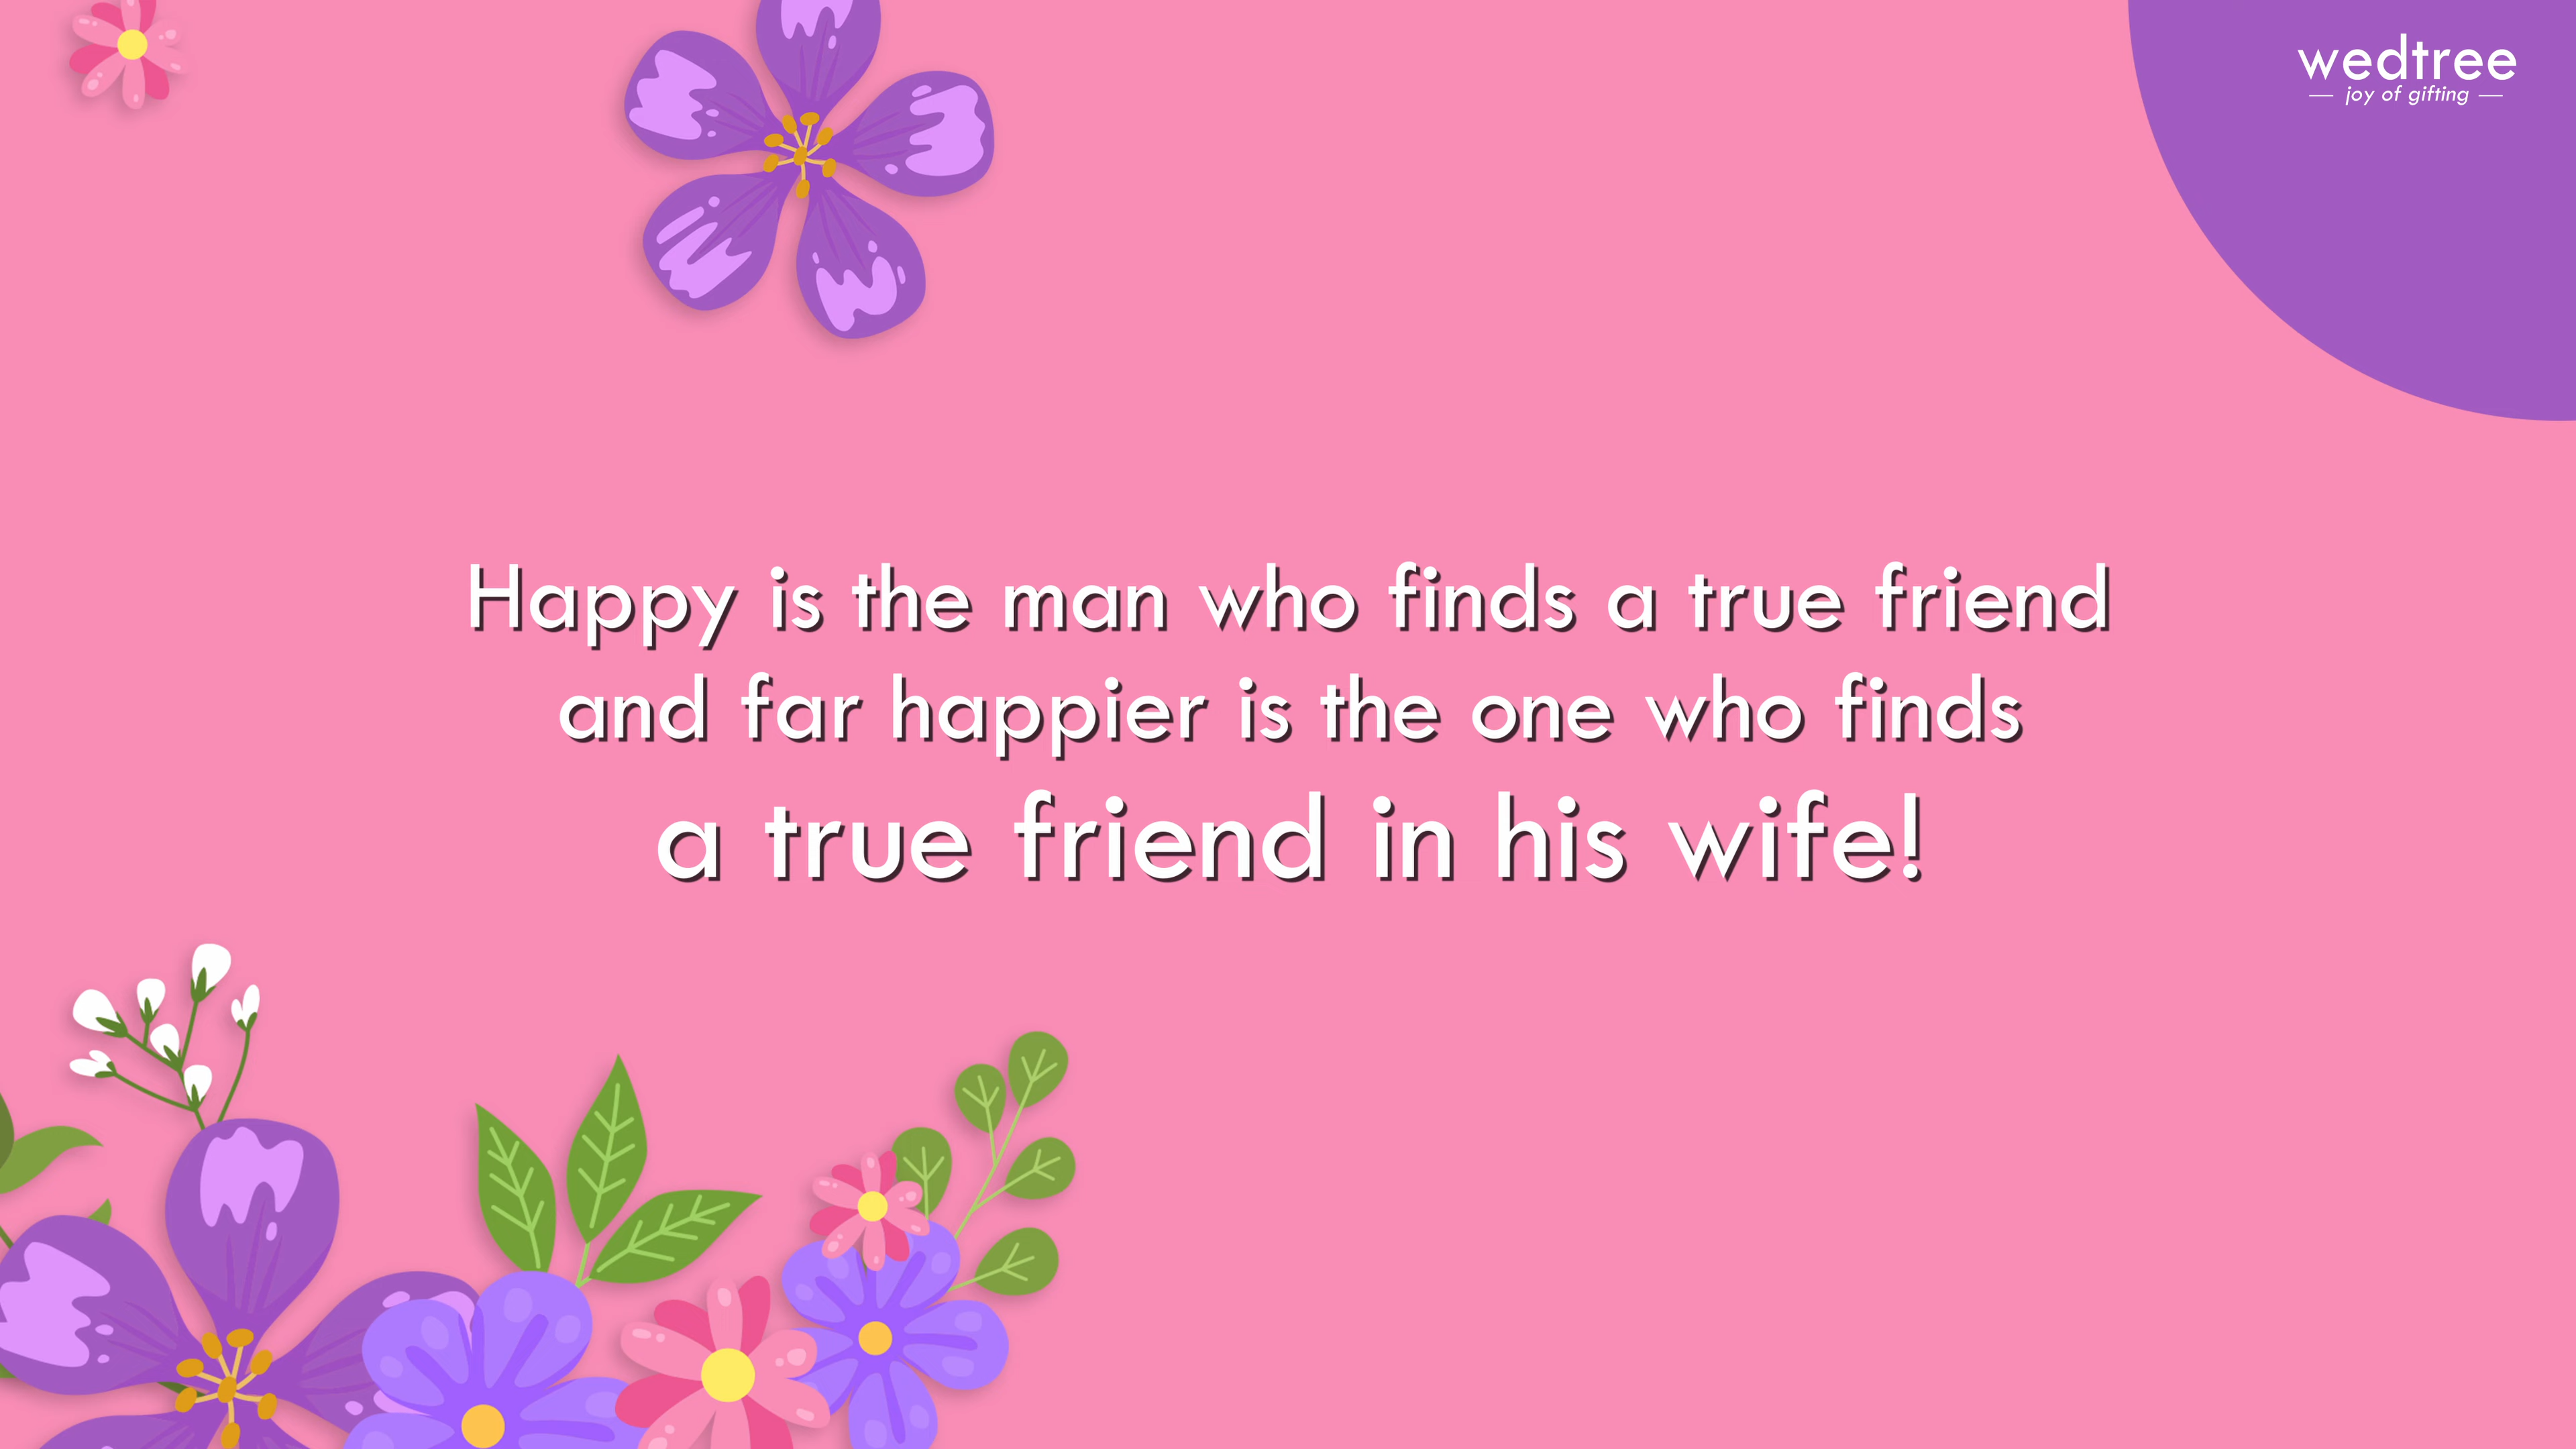 wedtree
joy of gifting
Happy is the man who finds a true friend
and far happier is the one who finds
a true friend in his wife!